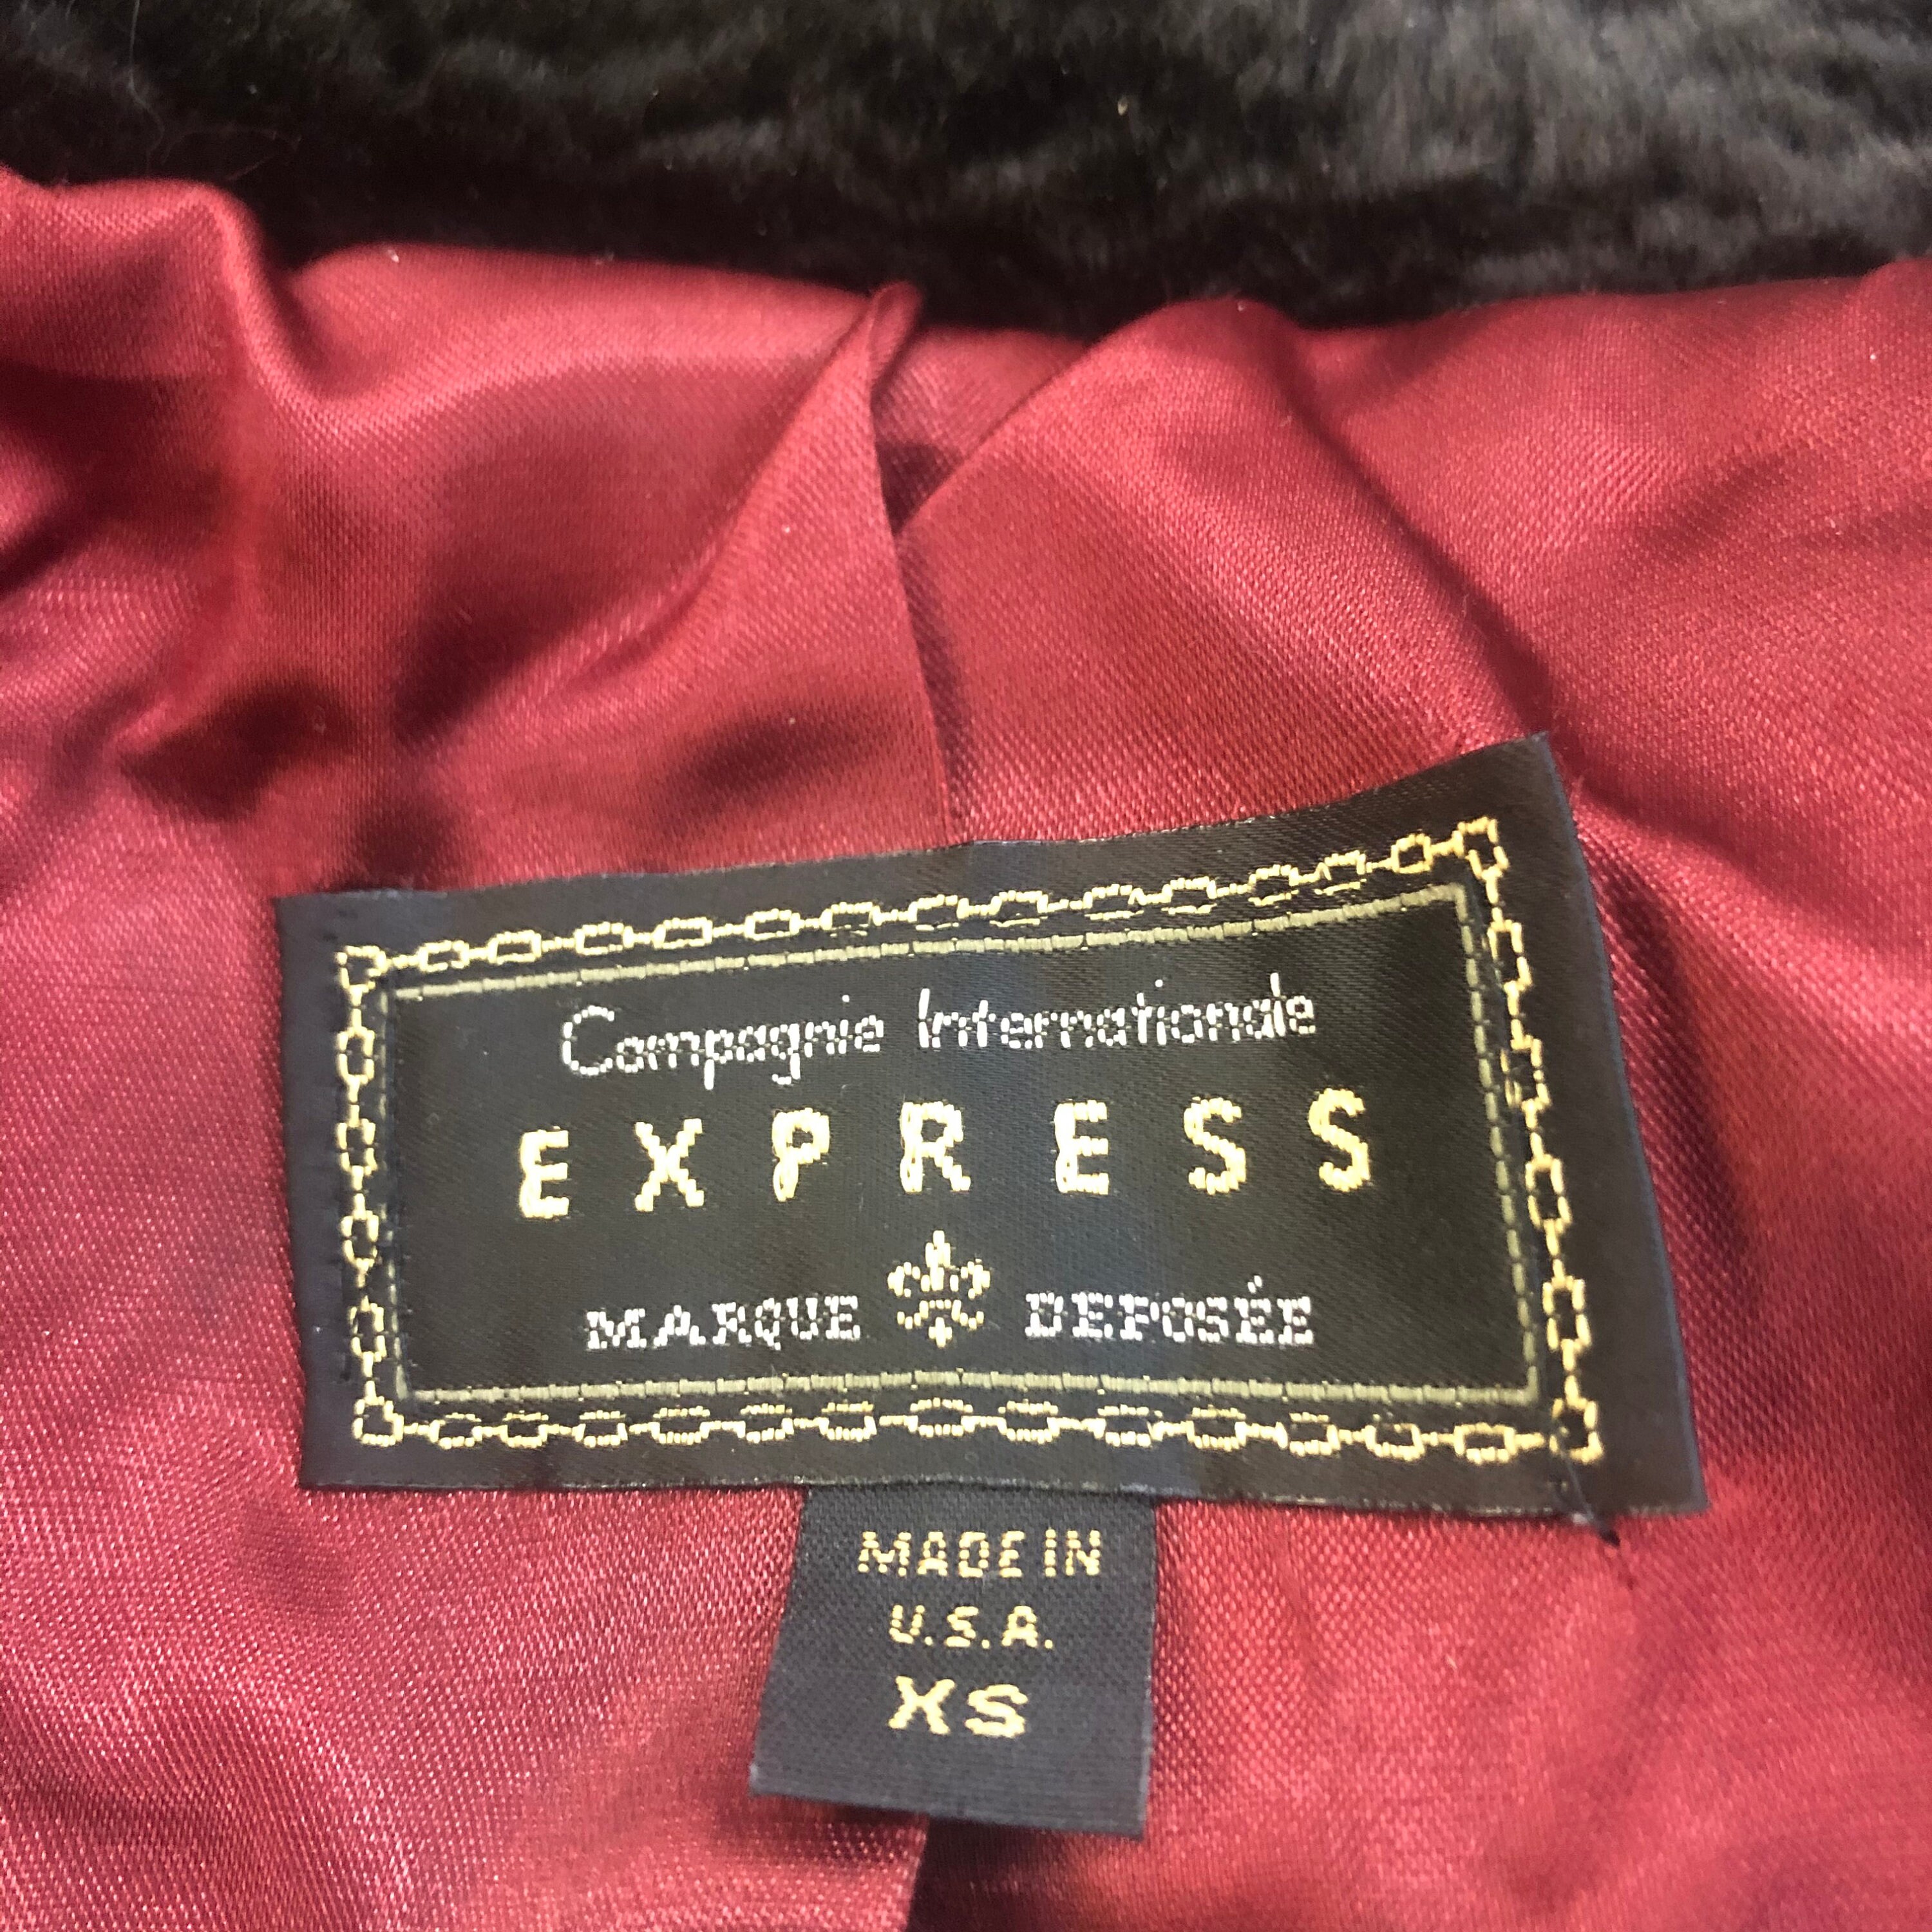 Compagnie Internationale
EXPRESS
MARQUE DEPOSÉE
MADE IN
U.S.A.
XS